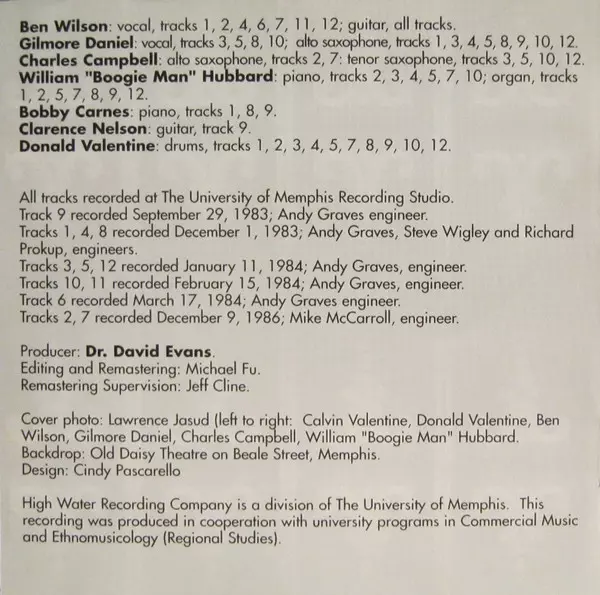 Ben Wilson: vocal, tracks 1, 2, 4, 6, 7, 11, 12; guitar, all tracks.
Gilmore Daniel: vocal, tracks 3, 5, 8, 10; alto saxophone, tracks 1, 3, 4, 5, 8, 9, 10, 12.
Charles Campbell: alto saxophone, tracks 2, 7: tenor saxophone, tracks 3, 5, 10, 12.
William "Boogie Man" Hubbard: piano, tracks 2, 3, 4, 5, 7, 10; organ, tracks
1, 2, 5, 7, 8, 9, 12.
Bobby Carnes: piano, tracks 1, 8, 9.
Clarence Nelson: guitar, track 9.
Donald Valentine: drums, tracks 1, 2, 3, 4, 5, 7, 8, 9, 10, 12.
All tracks recorded at The University of Memphis Recording Studio.
Track 9 recorded September 29, 1983; Andy Graves engineer.
Tracks 1, 4, 8 recorded December 1, 1983; Andy Graves, Steve Wigley and Richard
Prokup, engineers.
Tracks 3, 5, 12 recorded January 11, 1984; Andy Graves, engineer.
Tracks 10, 11 recorded February 15, 1984; Andy Graves, engineer.
Track 6 recorded March 17, 1984; Andy Graves engineer.
Tracks 2, 7 recorded December 9, 1986; Mike McCarroll, engineer.
Producer: Dr. David Evans.
Editing and Remastering: Michael Fu.
Remastering Supervision: Jeff Cline.
Cover photo: Lawrence Jasud (left to right: Calvin Valentine, Donald Valentine, Ben
Wilson, Gilmore Daniel, Charles Campbell, William "Boogie Man" Hubbard.
Backdrop: Old Daisy Theatre on Beale Street, Memphis.
Design: Cindy Pascarello
High Water Recording Company is a division of The University of Memphis. This
recording was produced in cooperation with university programs in Commercial Music
and Ethnomusicology (Regional Studies).